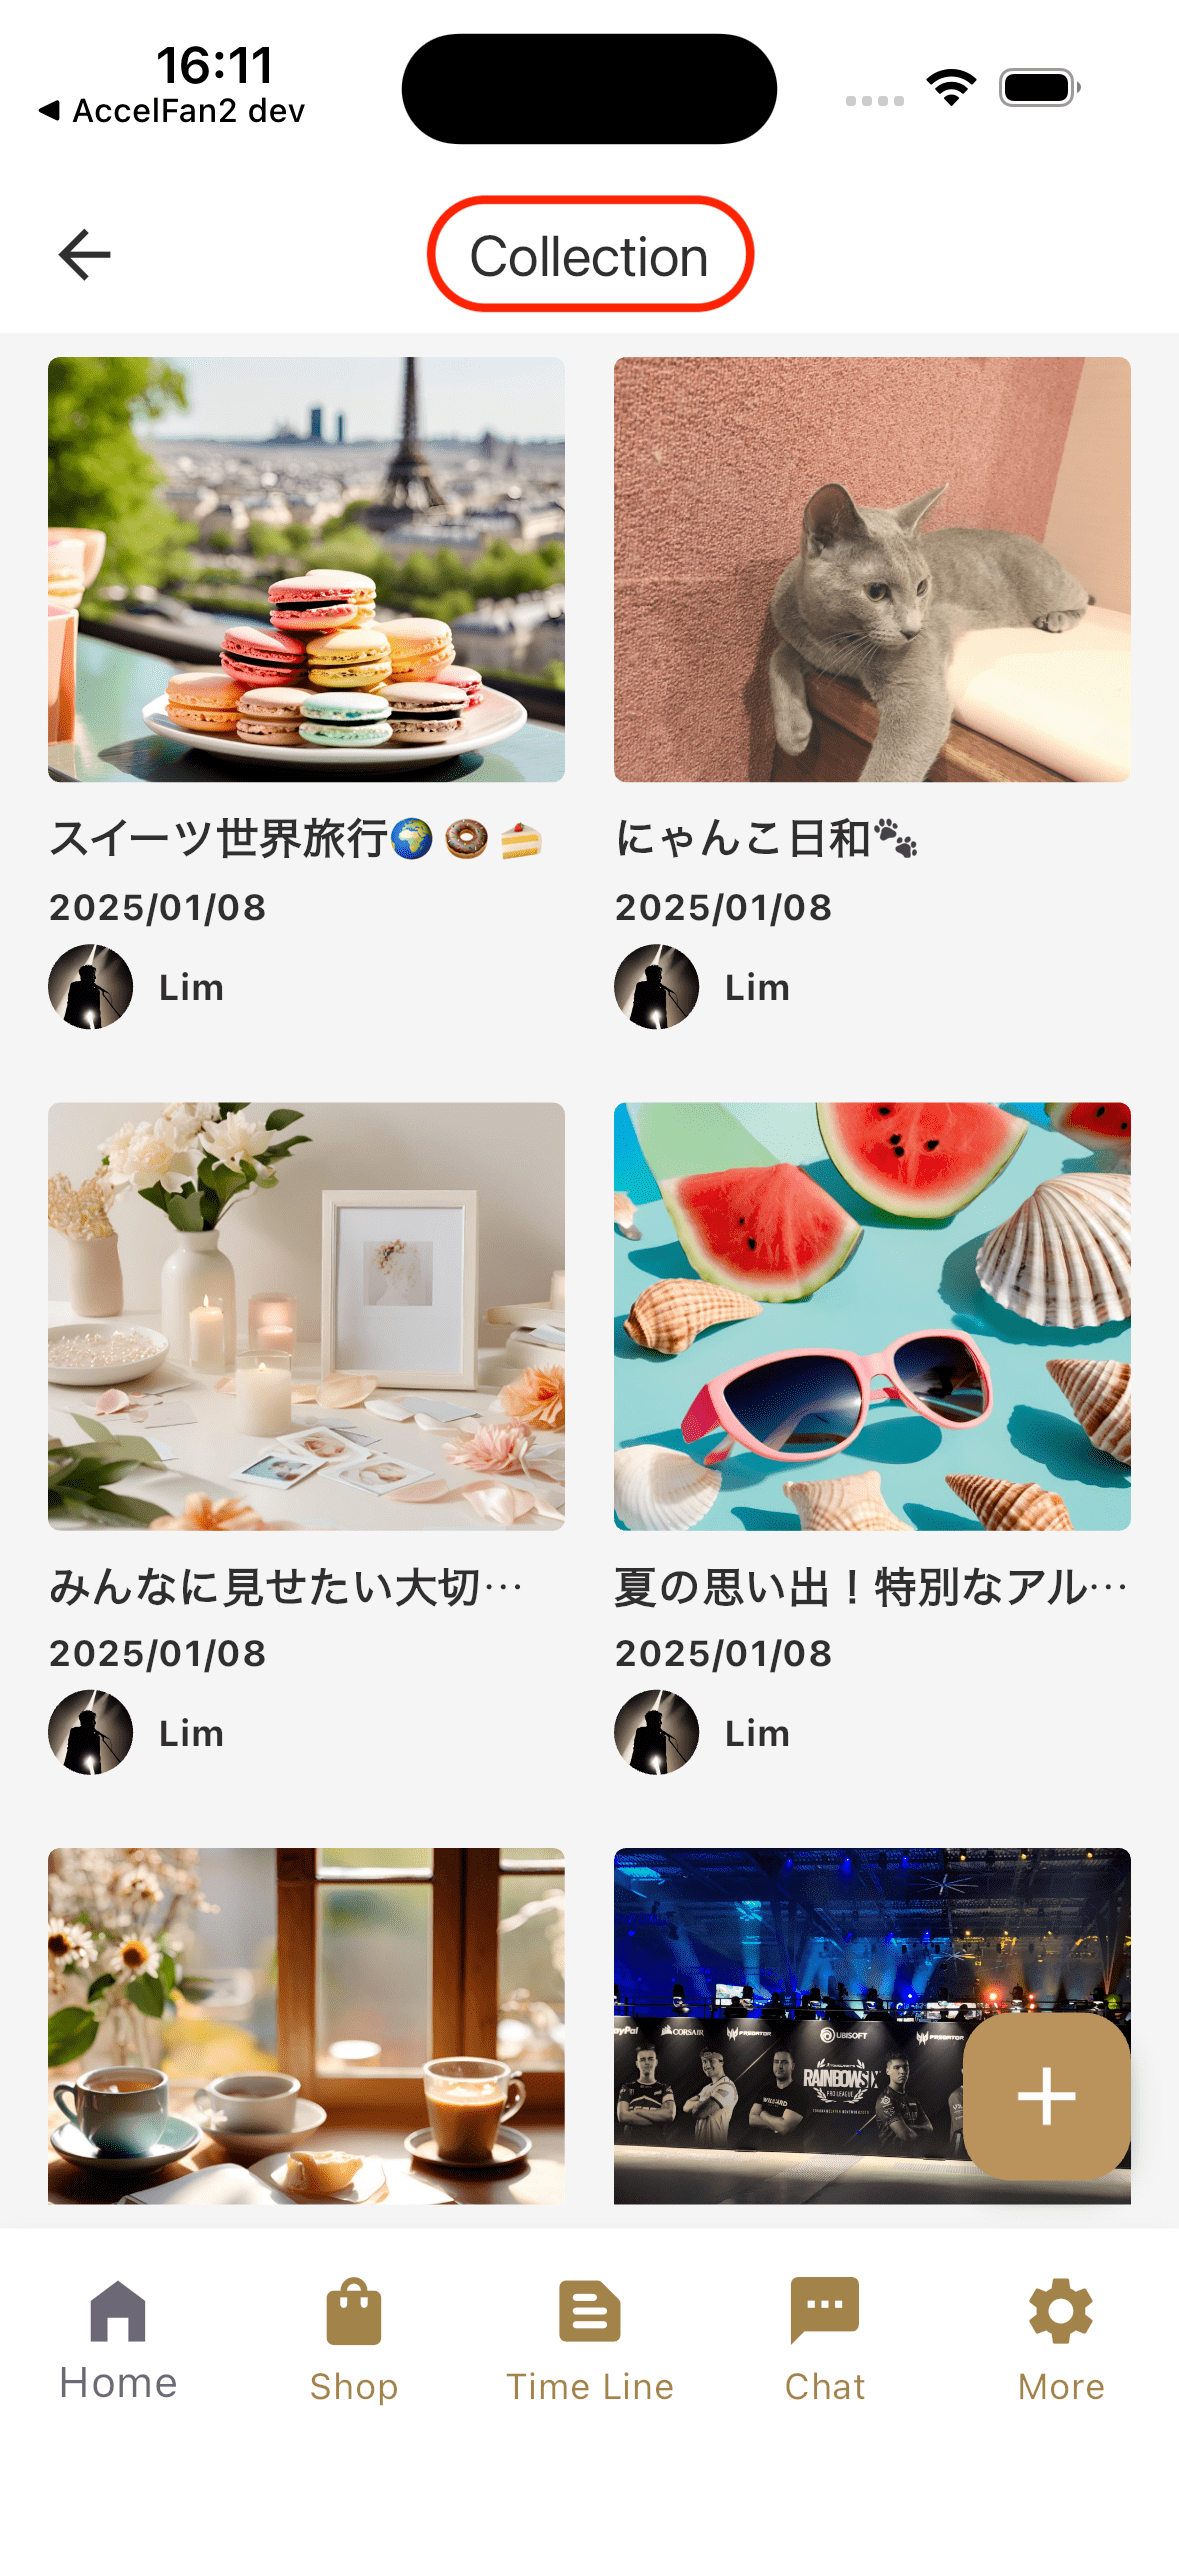 16:11
◀ AccelFan2 dev
Collection
スイーツ世界旅行🌍🍩🍰
にゃんこ日和🐾
2025/01/08
2025/01/08
Lim
Lim
みんなに見せたい大切…
夏の思い出！特別なアル…
2025/01/08
2025/01/08
Lim
Lim
PayPal CORSAIR PREDATOR UBISOFT PREDATOR
RAINBOW SIX
PRO LEAGUE
Home
Shop
Time Line
Chat
More